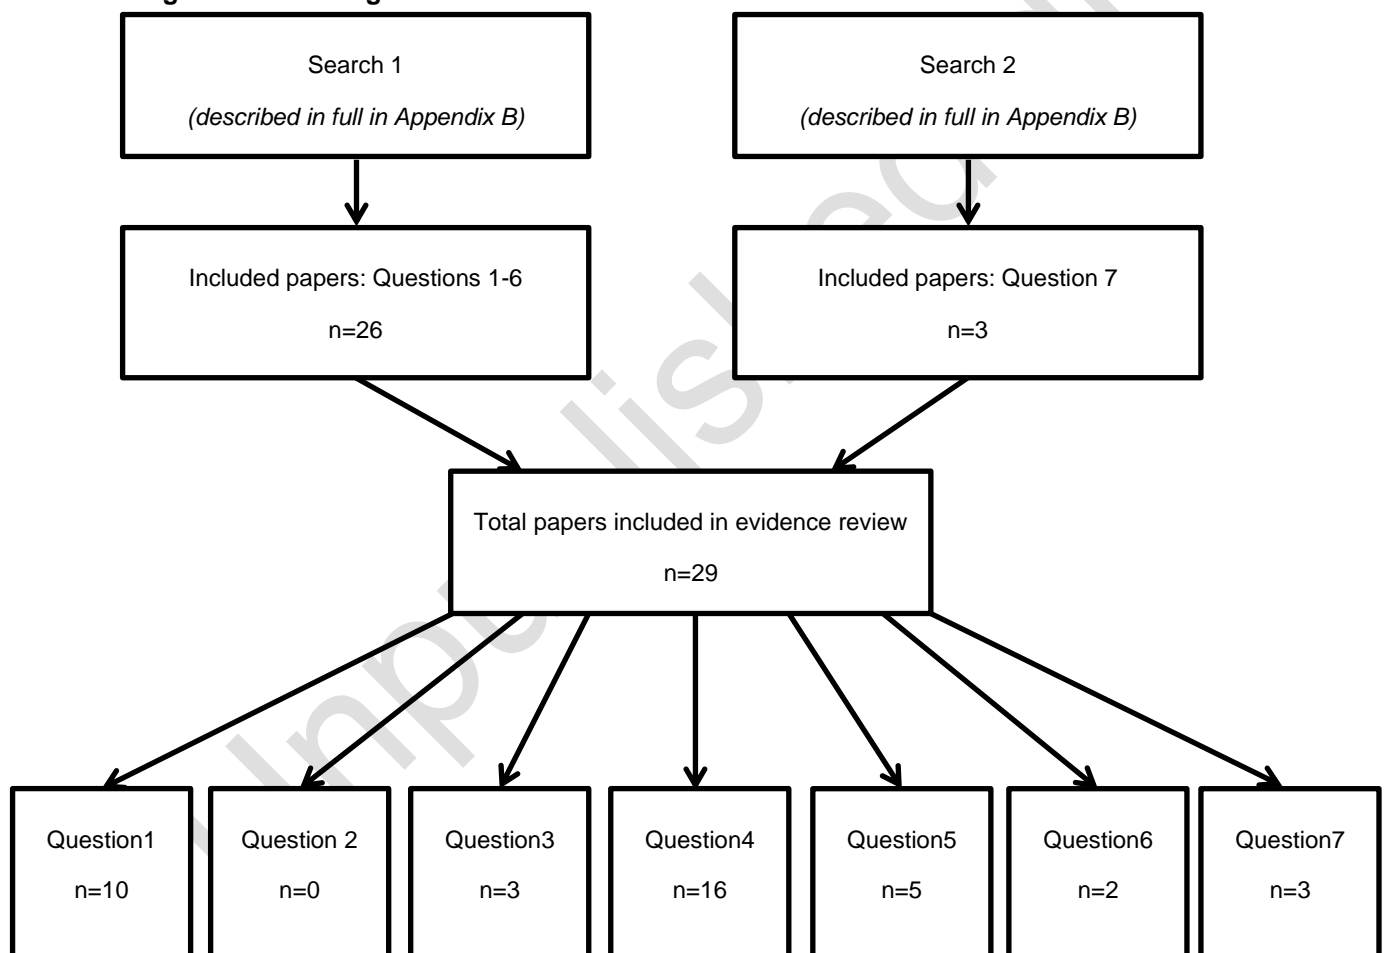 Search 1
(described in full in Appendix B)
Search 2
(described in full in Appendix B)
Included papers: Questions 1-6
n=26
Included papers: Question 7
n=3
Total papers included in evidence review
n=29
Question1
n=10
Question 2
n=0
Question3
n=3
Question4
n=16
Question5
n=5
Question6
n=2
Question7
n=3